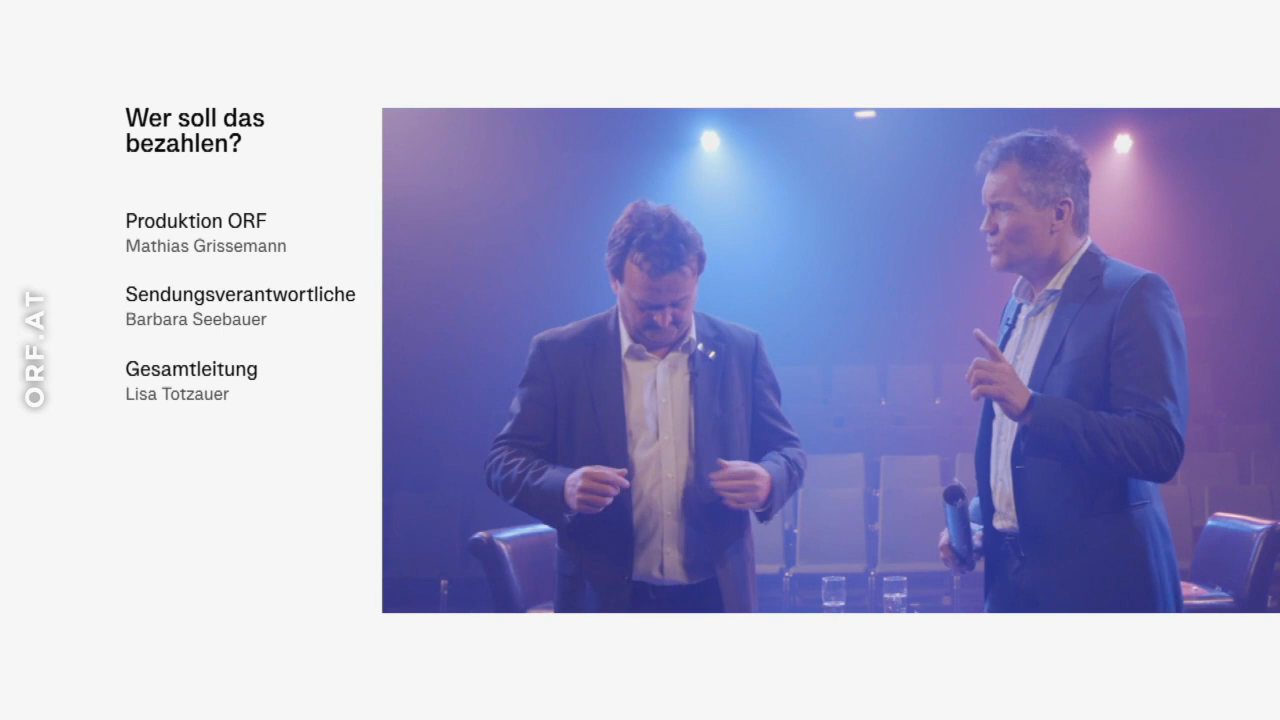 Wer soll das
bezahlen?
Produktion ORF
Mathias Grissemann
Sendungsverantwortliche
Barbara Seebauer
Gesamtleitung
Lisa Totzauer
ORF.AT